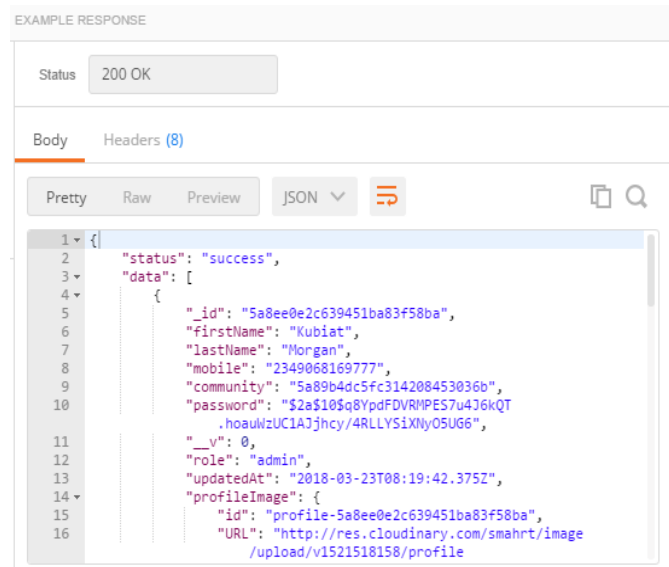 EXAMPLE RESPONSE
Status 200 OK
Body Headers (8)
Pretty Raw Preview JSON
1 {
2 "status": "success",
3 "data": [
4 {
5 "_id": "5a8ee0e2c639451ba83f58ba",
6 "firstName": "Kubiat",
7 "lastName": "Morgan",
8 "mobile": "2349068169777",
9 "community": "5a89b4dc5fc314208453036b",
10 "password": "$2a$10$q8YpdFDVRMPES7u4J6kQT
.hoauWzUC1AJjhcy/4RLLYSiXNyO5UG6",
11 "__v": 0,
12 "role": "admin",
13 "updatedAt": "2018-03-23T08:19:42.375Z",
14 "profileImage": {
15 "id": "profile-5a8ee0e2c639451ba83f58ba",
16 "URL": "http://res.cloudinary.com/smahrt/image
/upload/v1521518158/profile